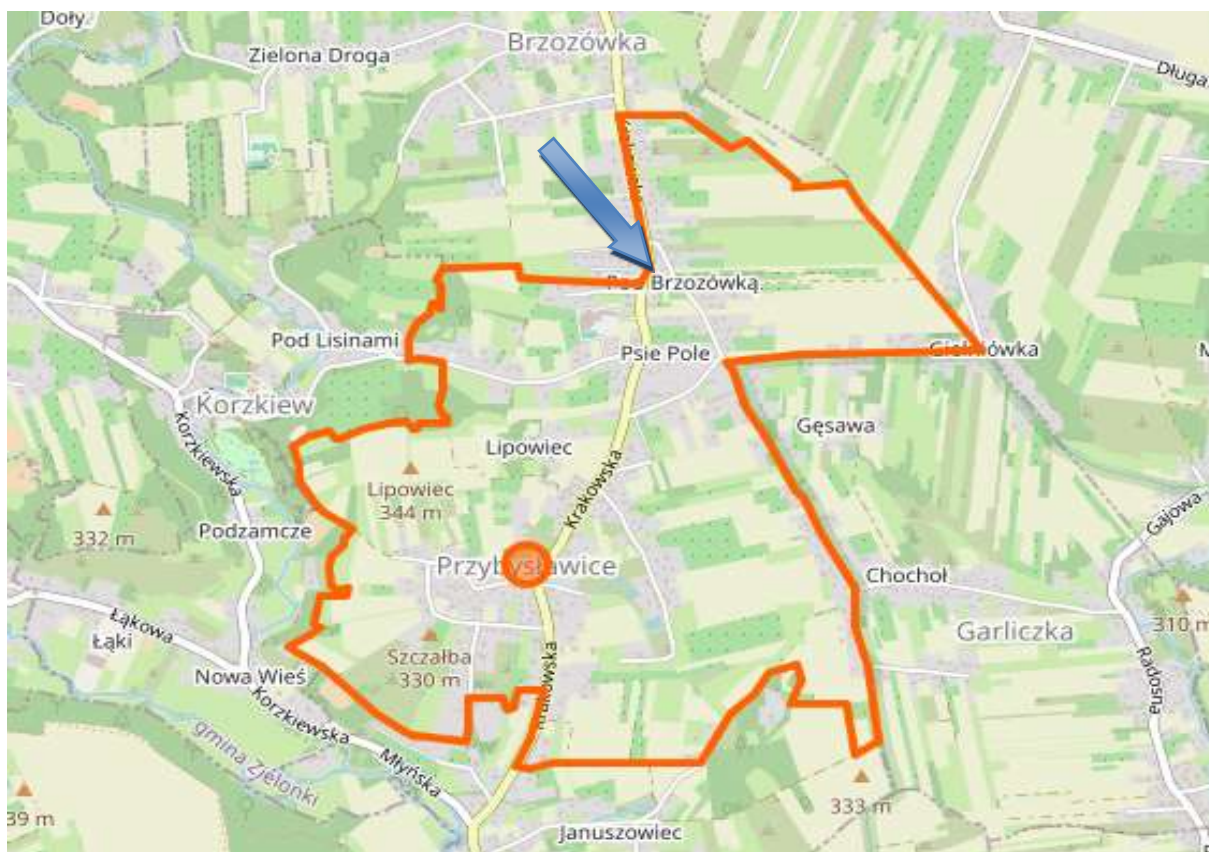 Doły
Brzozówka
Zielona Droga
Długa
Pod Brzozówką
Pod Lisinami
Psie Pole
Korzkiew
Gęsawa
Korzkiewska
Lipowiec
Krakowska
Lipowiec
344 m
Gajowa
332 m
Podzamcze
Przybysławice
Chochoł
Łąkowa
Łąki
Garliczka
310 m
Szczałba
330 m
Nowa Wieś
Krakowska
Radosna
Korzkiewska
gmina Zielonki
Młyńska
39 m
333 m
Januszowiec